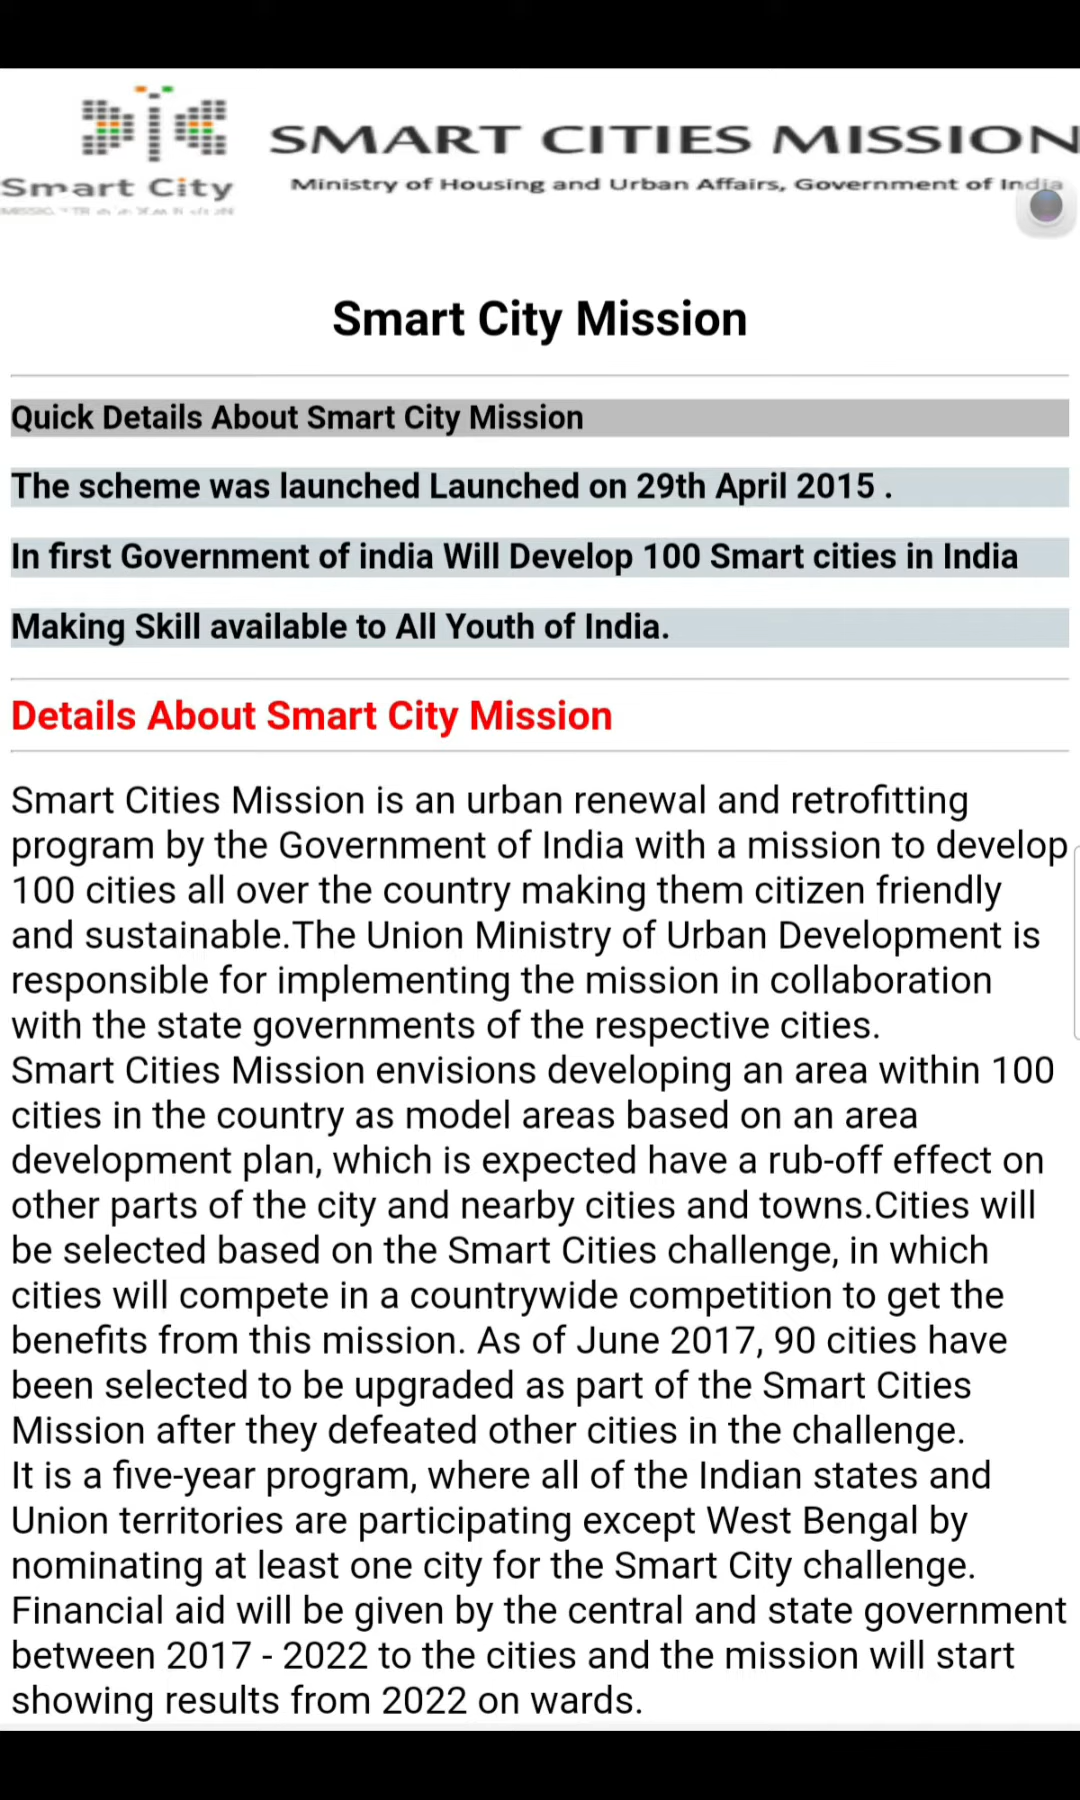 SMART CITIES MISSION
Smart City
Ministry of Housing and Urban Affairs, Government of India
Smart City Mission
Quick Details About Smart City Mission
The scheme was launched Launched on 29th April 2015 .
In first Government of india Will Develop 100 Smart cities in India
Making Skill available to All Youth of India.
Details About Smart City Mission
Smart Cities Mission is an urban renewal and retrofitting
program by the Government of India with a mission to develop
100 cities all over the country making them citizen friendly
and sustainable.The Union Ministry of Urban Development is
responsible for implementing the mission in collaboration
with the state governments of the respective cities.
Smart Cities Mission envisions developing an area within 100
cities in the country as model areas based on an area
development plan, which is expected have a rub-off effect on
other parts of the city and nearby cities and towns.Cities will
be selected based on the Smart Cities challenge, in which
cities will compete in a countrywide competition to get the
benefits from this mission. As of June 2017, 90 cities have
been selected to be upgraded as part of the Smart Cities
Mission after they defeated other cities in the challenge.
It is a five-year program, where all of the Indian states and
Union territories are participating except West Bengal by
nominating at least one city for the Smart City challenge.
Financial aid will be given by the central and state government
between 2017 - 2022 to the cities and the mission will start
showing results from 2022 on wards.